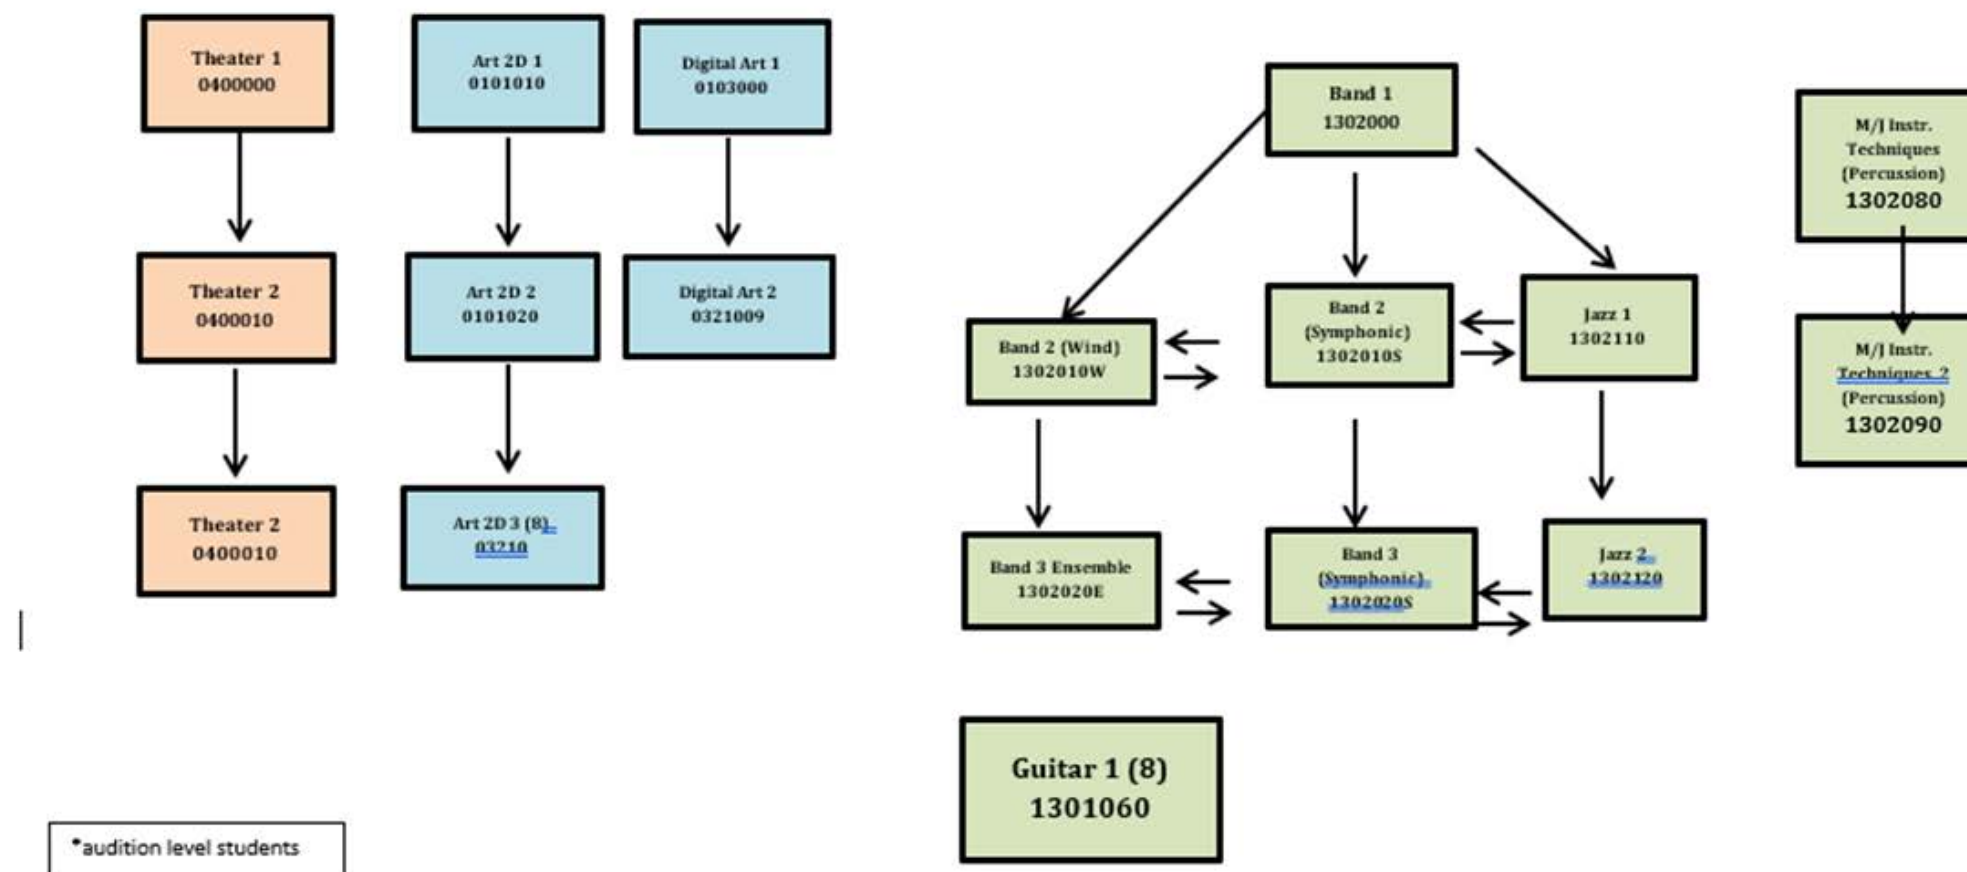 Theater 1
0400000
Art 2D 1
0101010
Digital Art 1
0103000
Band 1
1302000
M/J Instr.
Techniques
(Percussion)
1302080
Theater 2
0400010
Art 2D 2
0101020
Digital Art 2
0321009
Band 2 (Wind)
1302010W
Band 2
(Symphonic)
1302010S
Jazz 1
1302110
M/J Instr.
Techniques 2
(Percussion)
1302090
Theater 2
0400010
Art 2D 3 (8)
03210
Band 3 Ensemble
1302020E
Band 3
(Symphonic)
1302020S
Jazz 2
1302120
Guitar 1 (8)
1301060
*audition level students